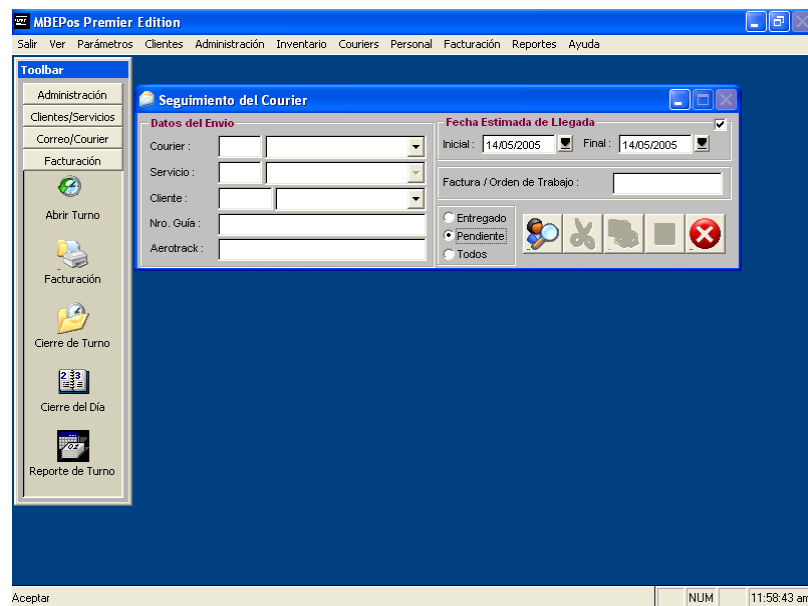 MBEPos Premier Edition
Salir Ver Parámetros Clientes Administración Inventario Couriers Personal Facturación Reportes Ayuda
Toolbar
Administración
Clientes/Servicios
Correo/Courier
Facturación
Abrir Turno
Facturación
Cierre de Turno
Cierre del Día
Reporte de Turno
Seguimiento del Courier
Datos del Envio
Courier :
Servicio :
Cliente :
Nro. Guía :
Aerotrack :
Fecha Estimada de Llegada
Inicial : 14/05/2005 Final : 14/05/2005
Factura / Orden de Trabajo :
Entregado
Pendiente
Todos
Aceptar NUM 11:58:43 am